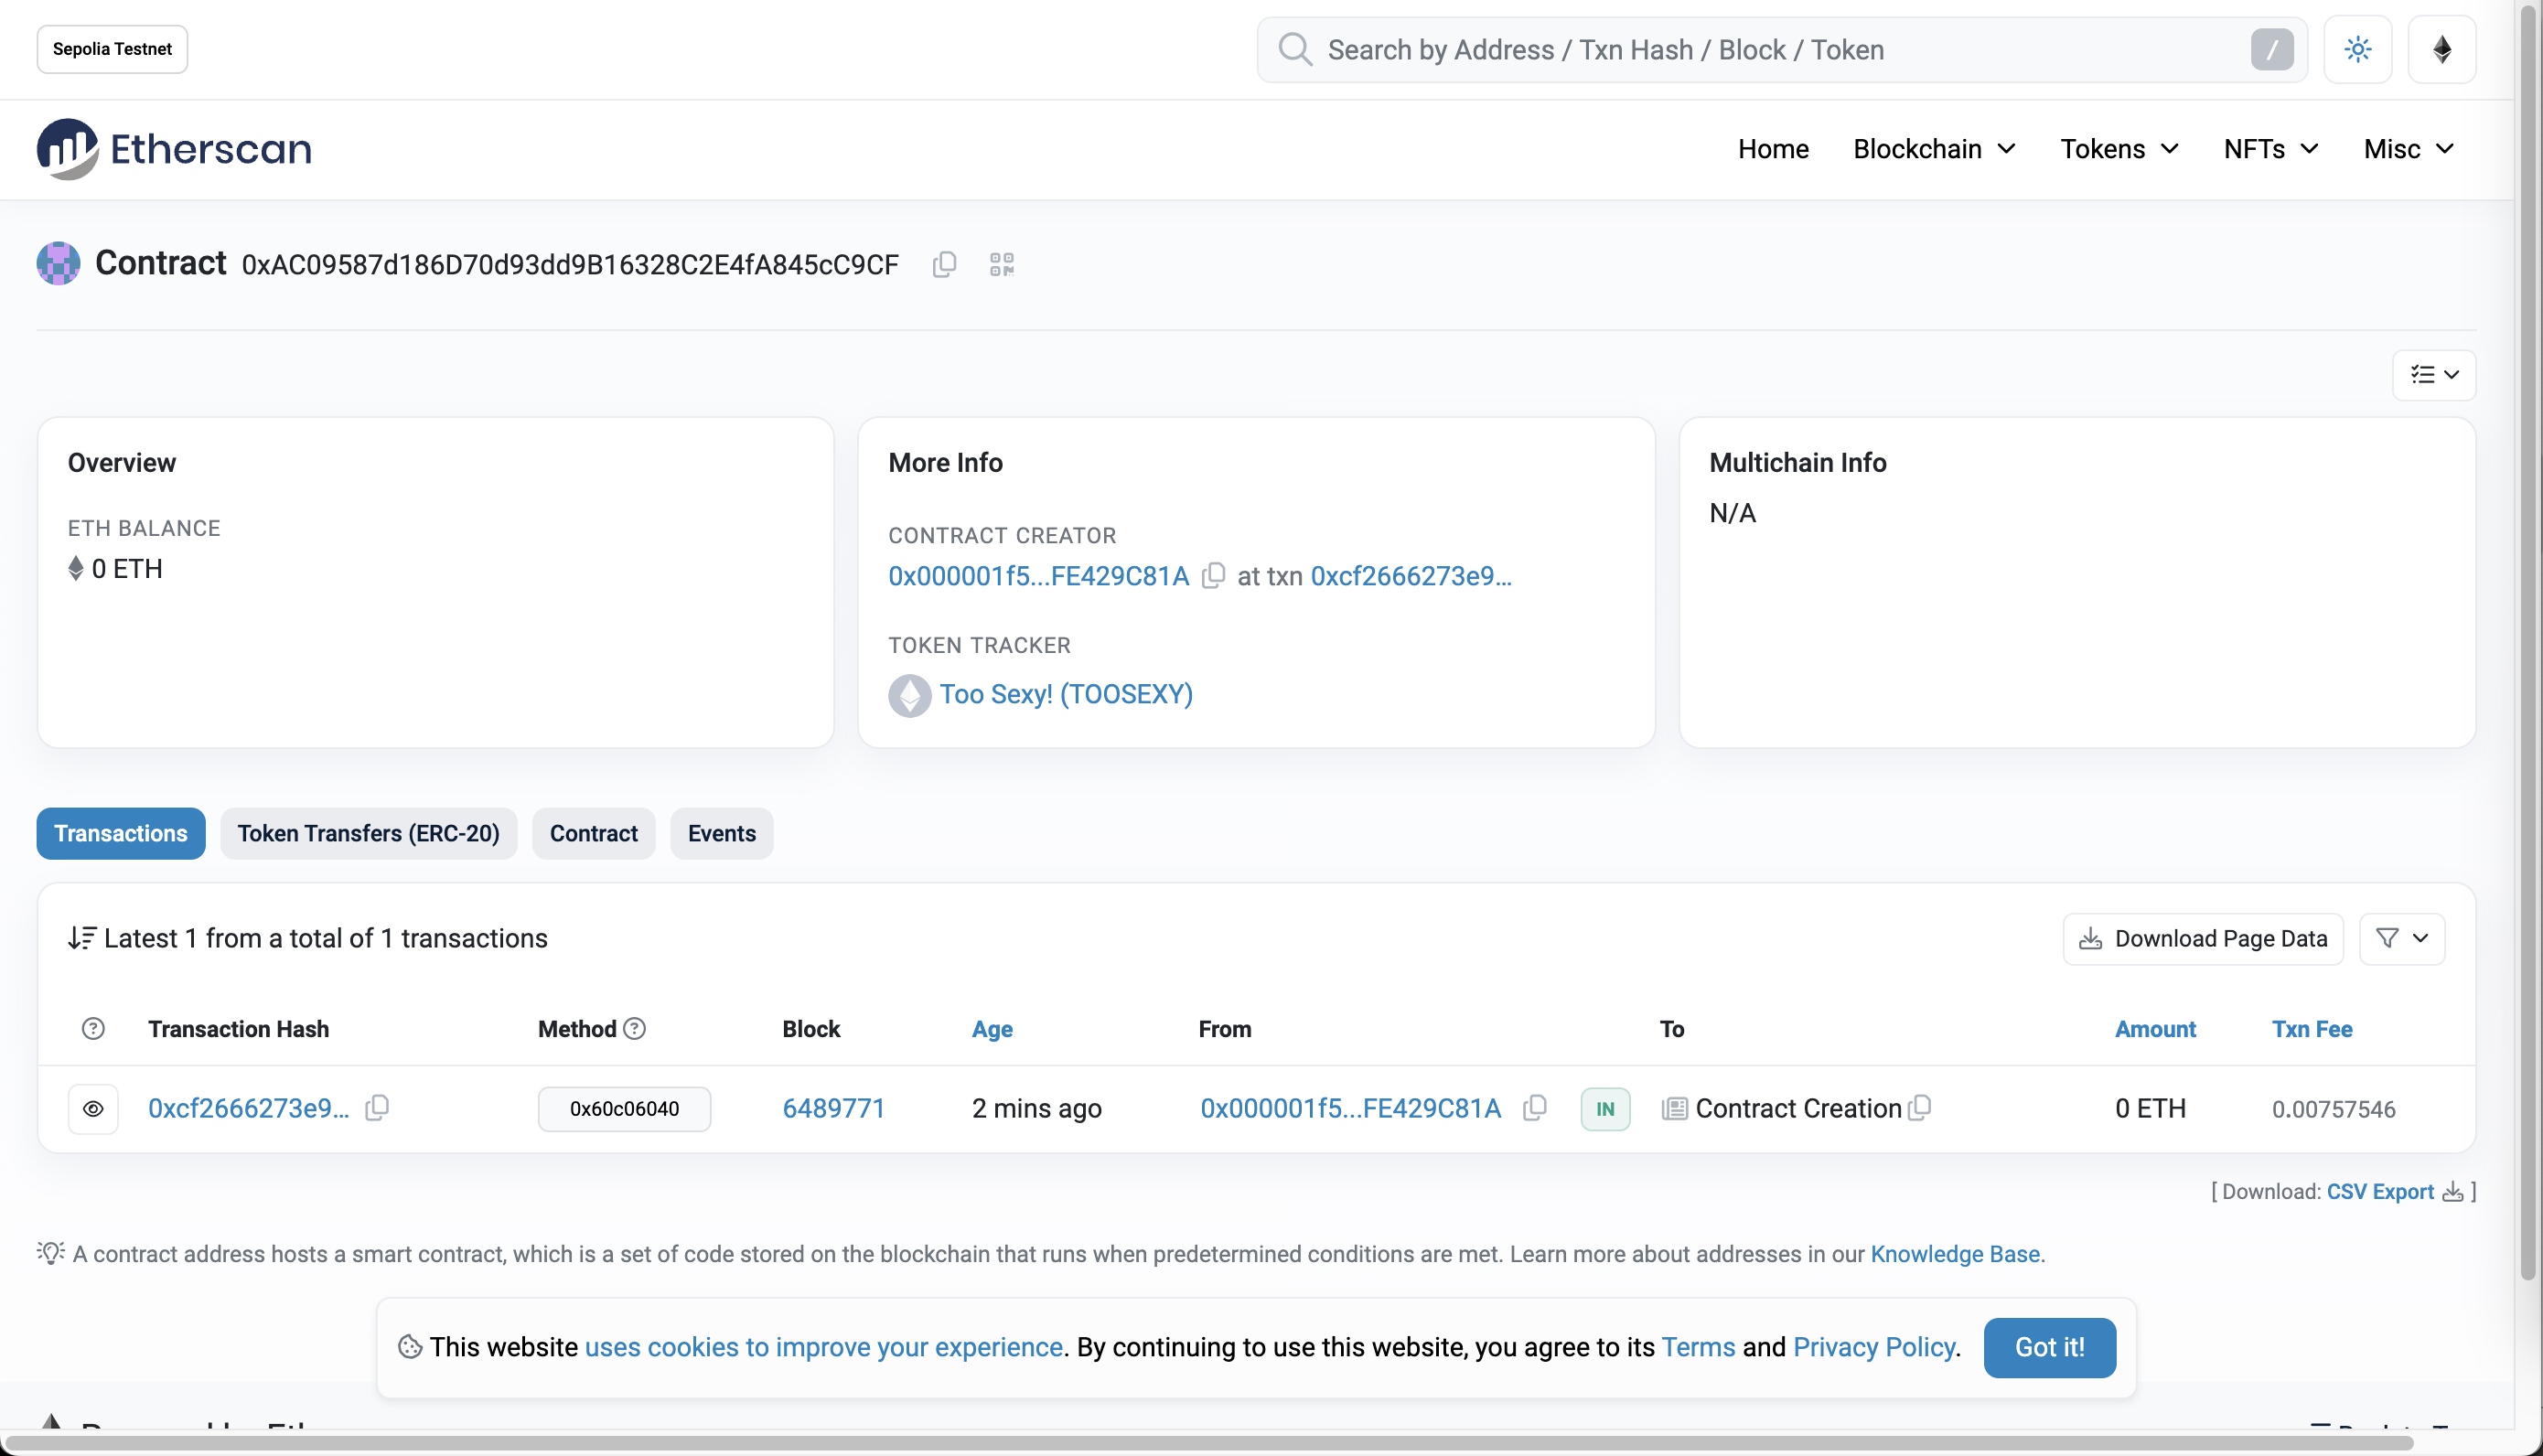 Sepolia Testnet
Search by Address / Txn Hash / Block / Token
/
Etherscan
Home Blockchain Tokens NFTs Misc
Contract 0xAC09587d186D70d93dd9B16328C2E4fA845cC9CF
Overview
ETH BALANCE
0 ETH
More Info
CONTRACT CREATOR
0x000001f5...FE429C81A at txn 0xcf2666273e9...
TOKEN TRACKER
Too Sexy! (TOOSEXY)
Multichain Info
N/A
Transactions Token Transfers (ERC-20) Contract Events
Latest 1 from a total of 1 transactions
Download Page Data
Transaction Hash Method Block Age From To Amount Txn Fee
0xcf2666273e9... 0x60c06040 6489771 2 mins ago 0x000001f5...FE429C81A IN Contract Creation 0 ETH 0.00757546
[ Download: CSV Export ]
A contract address hosts a smart contract, which is a set of code stored on the blockchain that runs when predetermined conditions are met. Learn more about addresses in our Knowledge Base.
This website uses cookies to improve your experience. By continuing to use this website, you agree to its Terms and Privacy Policy.
Got it!